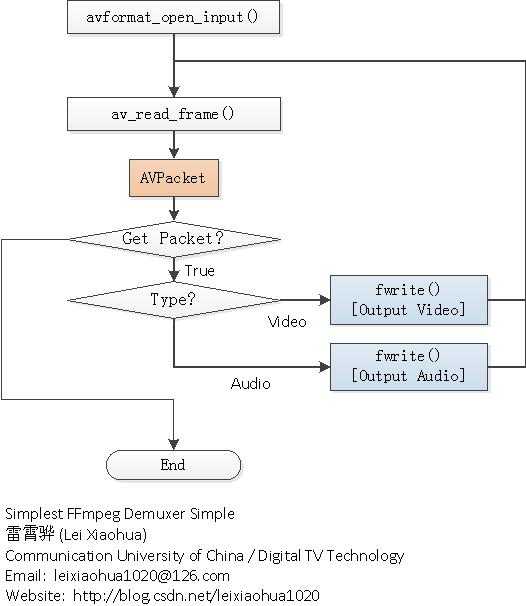 avformat_open_input()
av_read_frame()
AVPacket
Get Packet?
True
Type?
Video
fwrite()
[Output Video]
fwrite()
[Output Audio]
Audio
End
Simplest FFmpeg Demuxer Simple
雷霄骅 (Lei Xiaohua)
Communication University of China / Digital TV Technology
Email: leixiaohua1020@126.com
Website: http://blog.csdn.net/leixiaohua1020